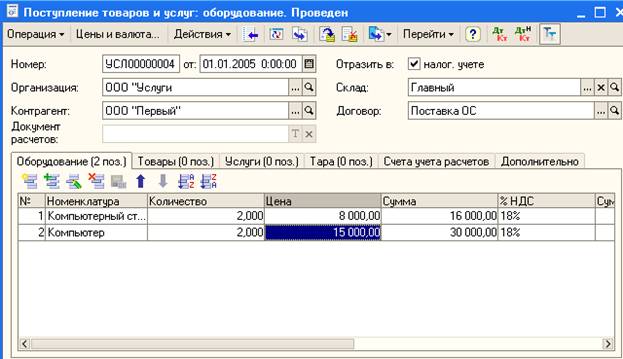 Поступление товаров и услуг: оборудование. Проведен
Операция Цены и валюта... Действия Перейти ? Дт Кт Дт Н Кт
Номер: УСЛ00000004 от: 01.01.2005 0:00:00 Отразить в: налог. учете
Организация: ООО "Услуги ... Склад: Главный ... ×
Контрагент: ООО "Первый" ... Договор: Поставка ОС ...
Документ
расчетов: T ×
Оборудование (2 поз.) Товары (0 поз.) Услуги (0 поз.) Тара (0 поз.) Счета учета расчетов Дополнительно
№ Номенклатура Количество Цена Сумма % НДС Сум
1 Компьютерный ст... 2,000 8 000,00 16 000,00 18%
2 Компьютер 2,000 15 000,00 30 000,00 18%